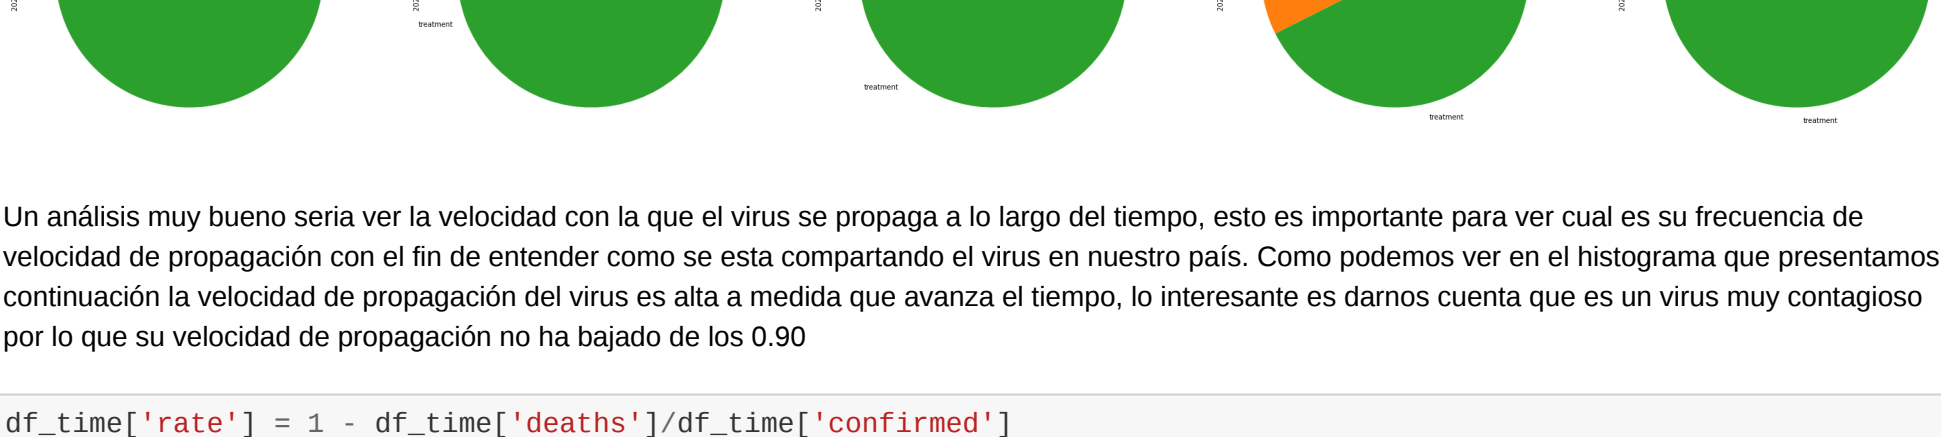 202
202
202
202
202
treatment
treatment
treatment
treatment
Un análisis muy bueno seria ver la velocidad con la que el virus se propaga a lo largo del tiempo, esto es importante para ver cual es su frecuencia de
velocidad de propagación con el fin de entender como se esta compartando el virus en nuestro país. Como podemos ver en el histograma que presentamos
continuación la velocidad de propagación del virus es alta a medida que avanza el tiempo, lo interesante es darnos cuenta que es un virus muy contagioso
por lo que su velocidad de propagación no ha bajado de los 0.90
df_time['rate'] = 1 - df_time['deaths']/df_time['confirmed']